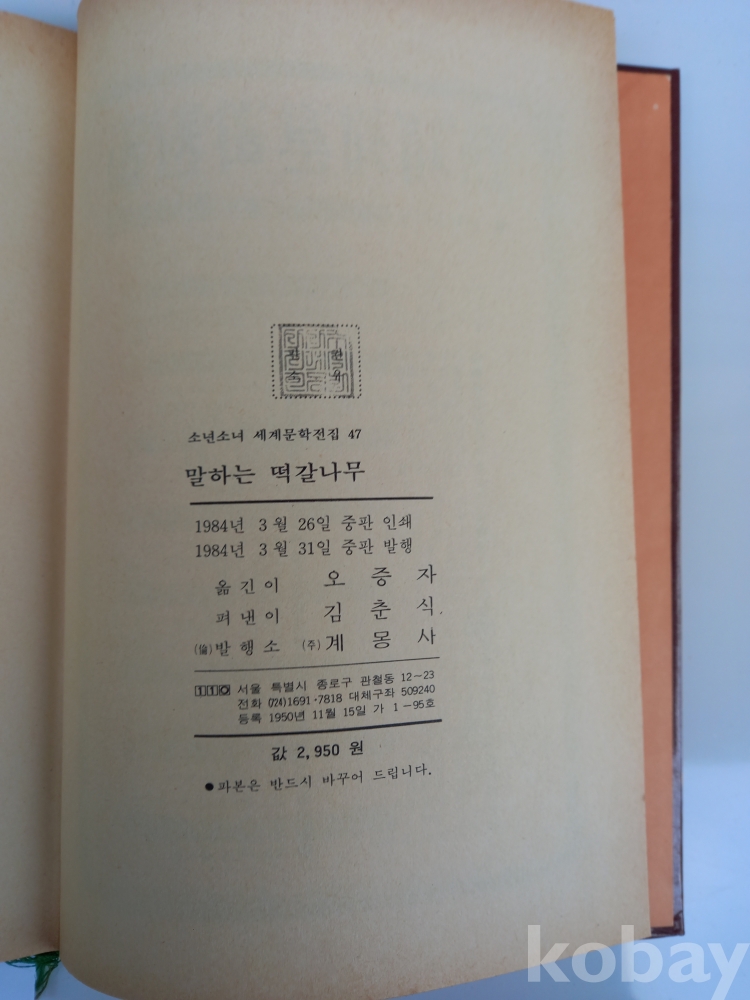 소년소녀 세계문학전집 47
말하는 떡갈나무
1984년 3월 26일 중판 인쇄
1984년 3월 31일 중판 발행
옮긴이 오증자
펴낸이 김춘식
(倫)발행소 (주)계몽사
110 서울 특별시 종로구 관철동 12-23
전화 (724)1691·7818 대체구좌 509240
등록 1950년 11월 15일 가 1-95호
값 2,950 원
●파본은 반드시 바꾸어 드립니다.
kobay